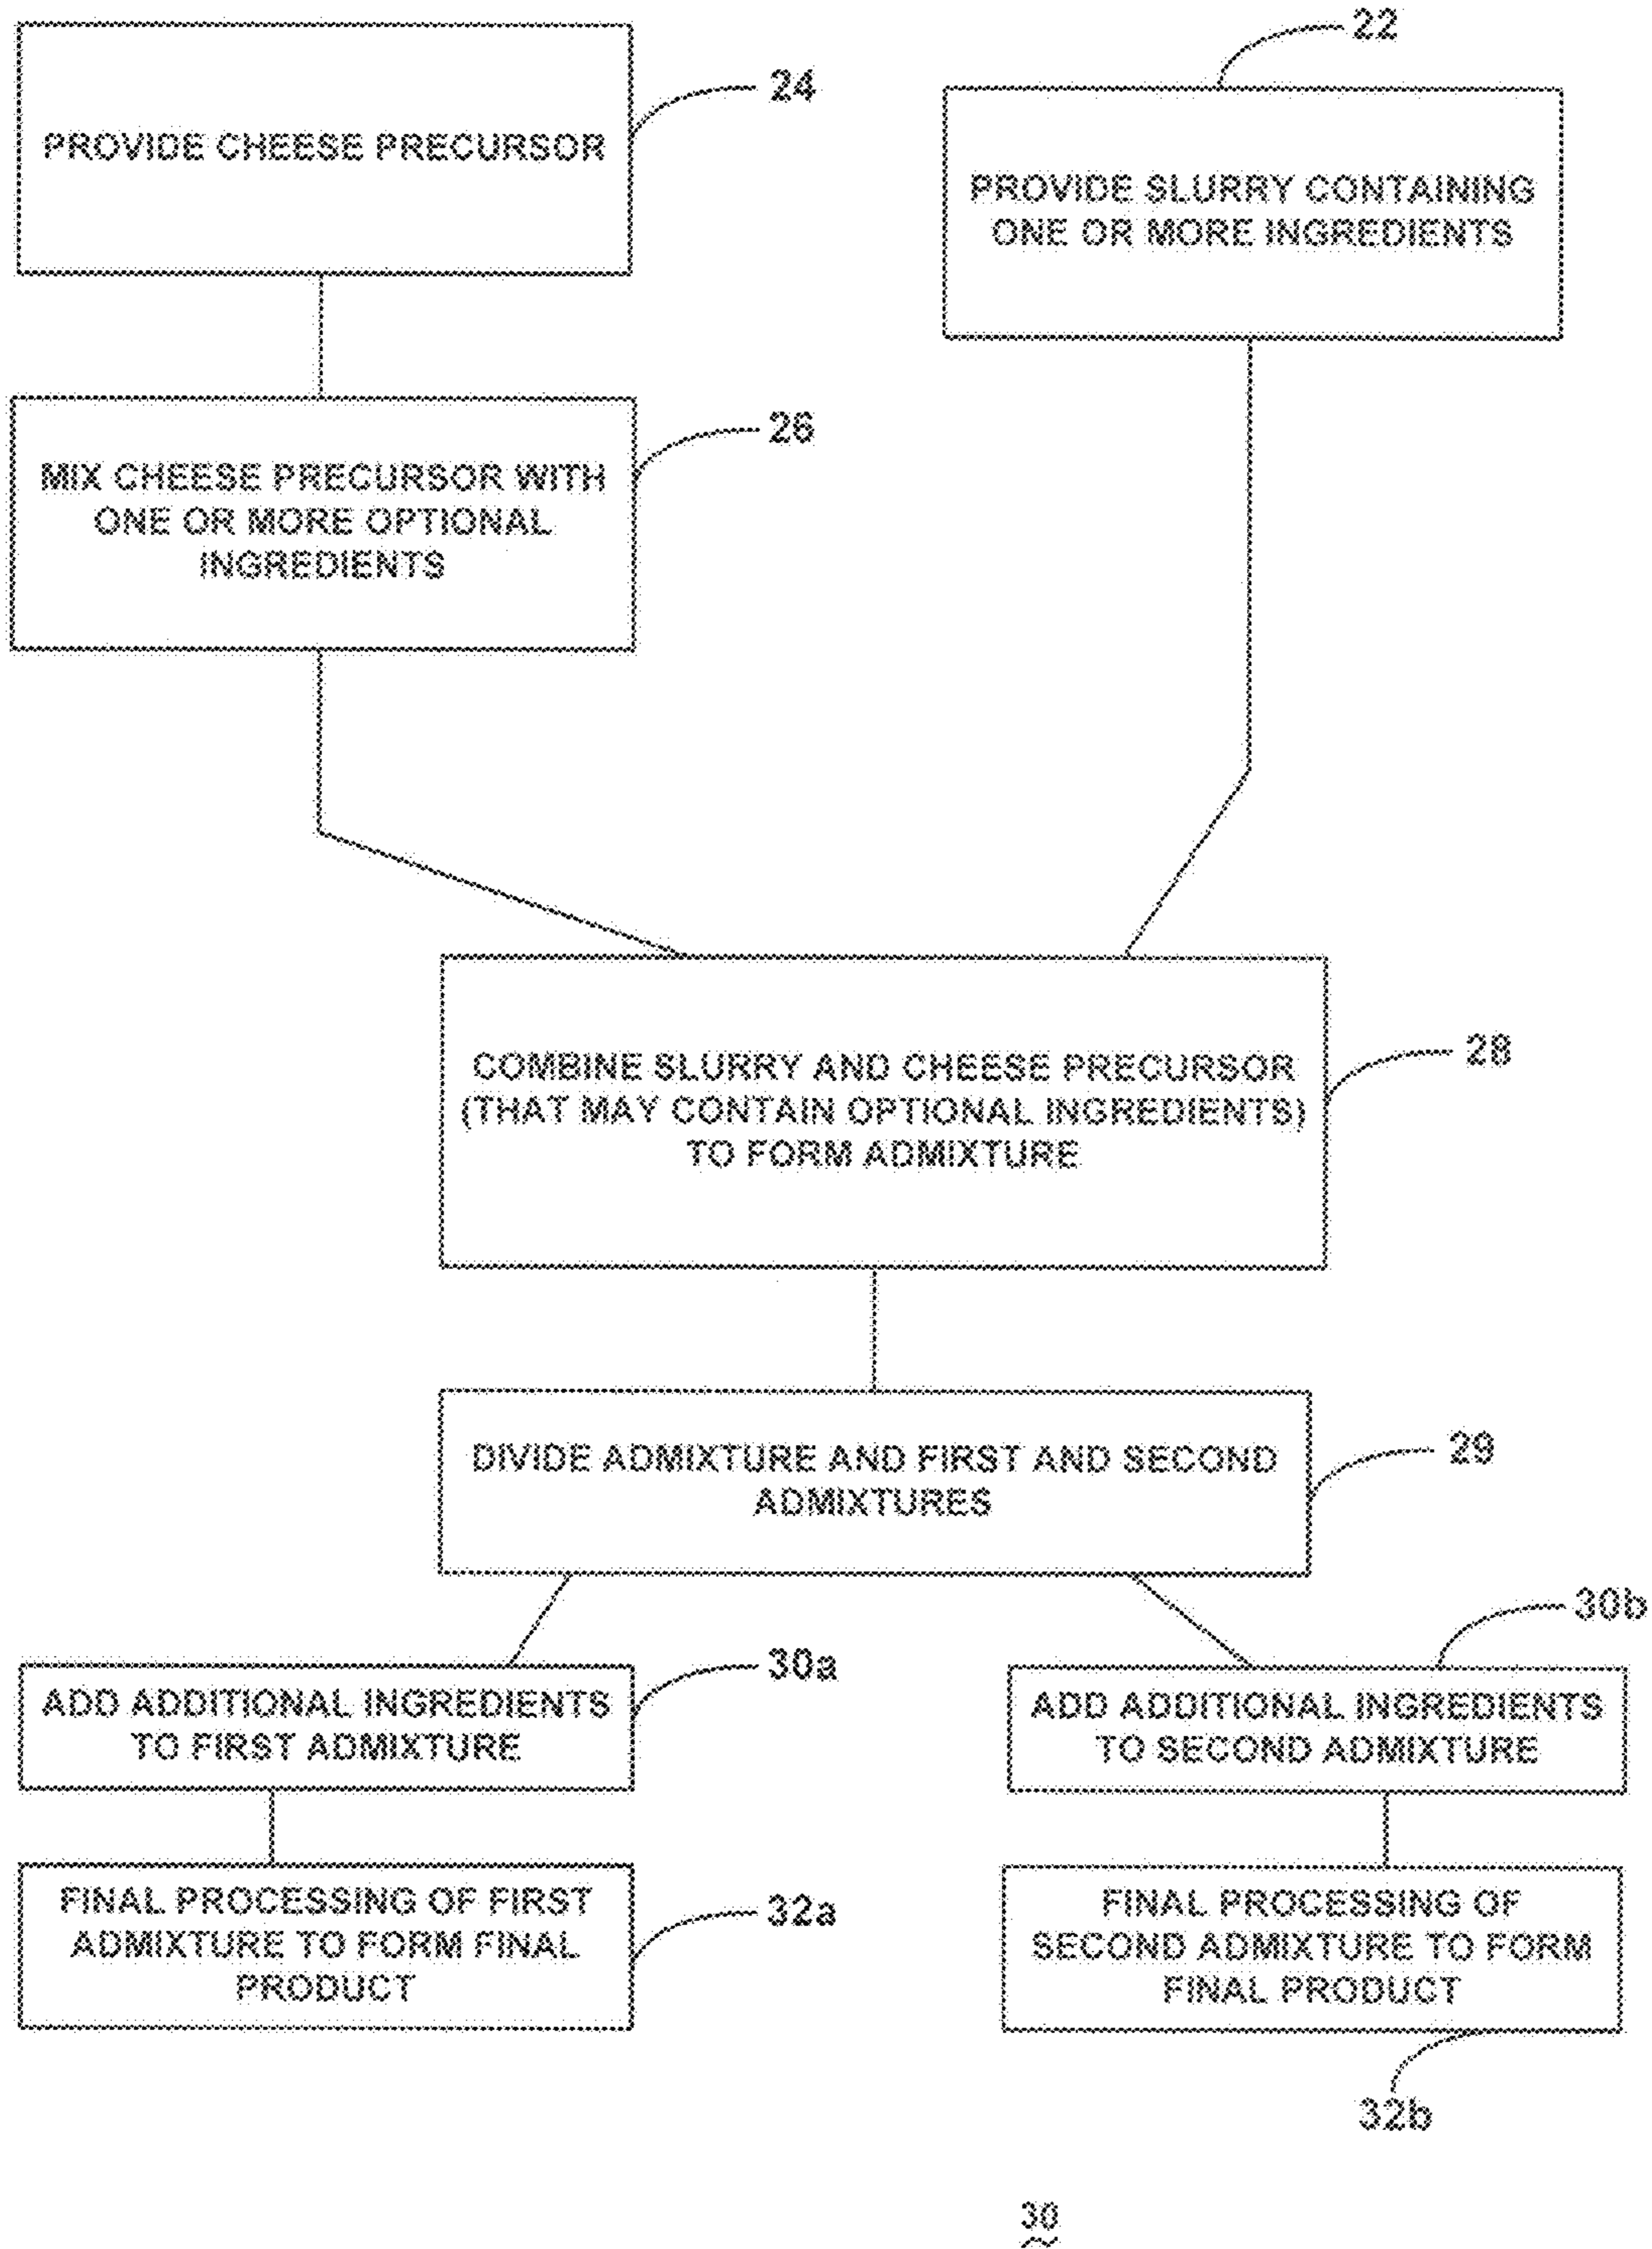 24
PROVIDE CHEESE PRECURSOR
22
PROVIDE SLURRY CONTAINING
ONE OR MORE INGREDIENTS
26
MIX CHEESE PRECURSOR WITH
ONE OR MORE OPTIONAL
INGREDIENTS
28
COMBINE SLURRY AND CHEESE PRECURSOR
(THAT MAY CONTAIN OPTIONAL INGREDIENTS)
TO FORM ADMIXTURE
29
DIVIDE ADMIXTURE AND FIRST AND SECOND
ADMIXTURES
30a
ADD ADDITIONAL INGREDIENTS
TO FIRST ADMIXTURE
30b
ADD ADDITIONAL INGREDIENTS
TO SECOND ADMIXTURE
32a
FINAL PROCESSING OF FIRST
ADMIXTURE TO FORM FINAL
PRODUCT
FINAL PROCESSING OF
SECOND ADMIXTURE TO FORM
FINAL PRODUCT
32b
30